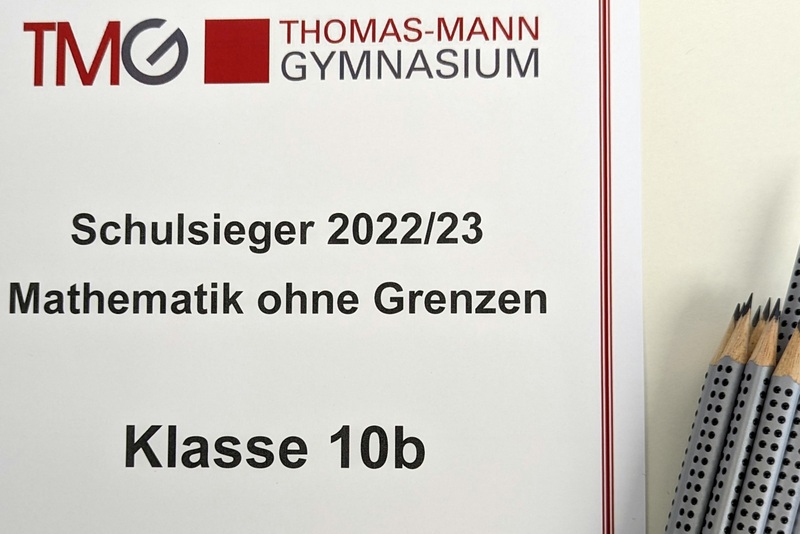 TMG THOMAS-MANN
GYMNASIUM
Schulsieger 2022/23
Mathematik ohne Grenzen
Klasse 10b